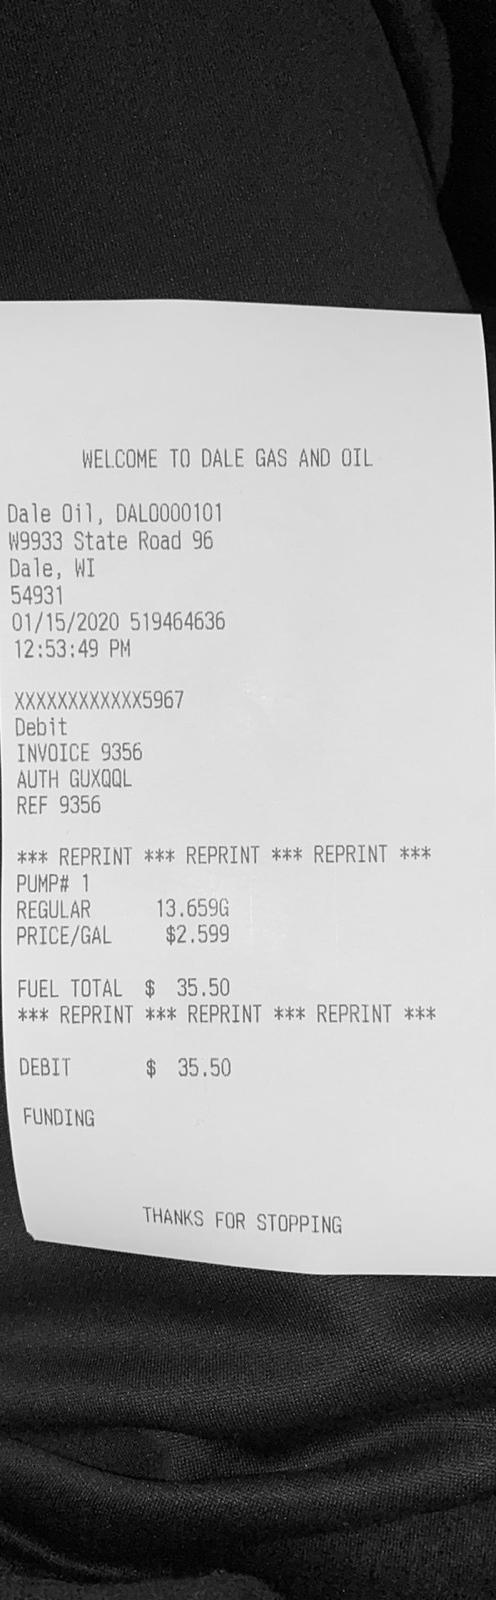 WELCOME TO DALE GAS AND OIL
Dale Oil, DAL0000101
W9933 State Road 96
Dale, WI
54931
01/15/2020 519464636
12:53:49 PM
XXXXXXXXXXXX5967
Debit
INVOICE 9356
AUTH GUXQQL
REF 9356
*** REPRINT *** REPRINT *** REPRINT ***
PUMP# 1
REGULAR 13.659G
PRICE/GAL $2.599
FUEL TOTAL $ 35.50
*** REPRINT *** REPRINT *** REPRINT ***
DEBIT $ 35.50
FUNDING
THANKS FOR STOPPING